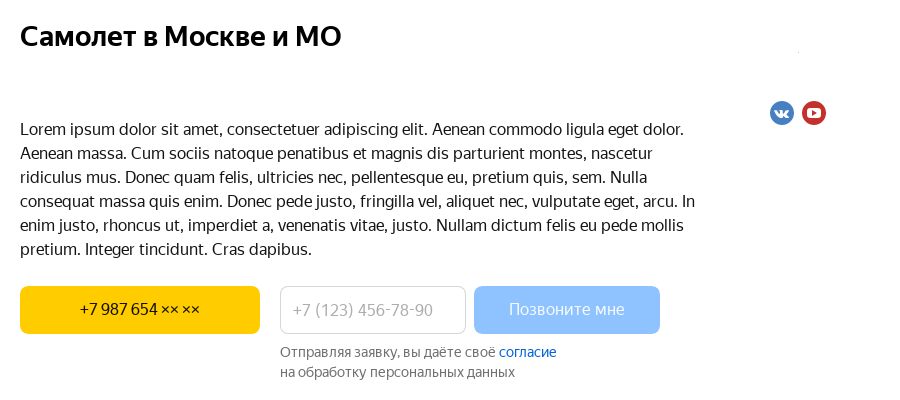 Самолет в Москве и МО
Lorem ipsum dolor sit amet, consectetuer adipiscing elit. Aenean commodo ligula eget dolor.
Aenean massa. Cum sociis natoque penatibus et magnis dis parturient montes, nascetur
ridiculus mus. Donec quam felis, ultricies nec, pellentesque eu, pretium quis, sem. Nulla
consequat massa quis enim. Donec pede justo, fringilla vel, aliquet nec, vulputate eget, arcu. In
enim justo, rhoncus ut, imperdiet a, venenatis vitae, justo. Nullam dictum felis eu pede mollis
pretium. Integer tincidunt. Cras dapibus.
+7 987 654 ×× ××
+7 (123) 456-78-90
Позвоните мне
Отправляя заявку, вы даёте своё согласие
на обработку персональных данных